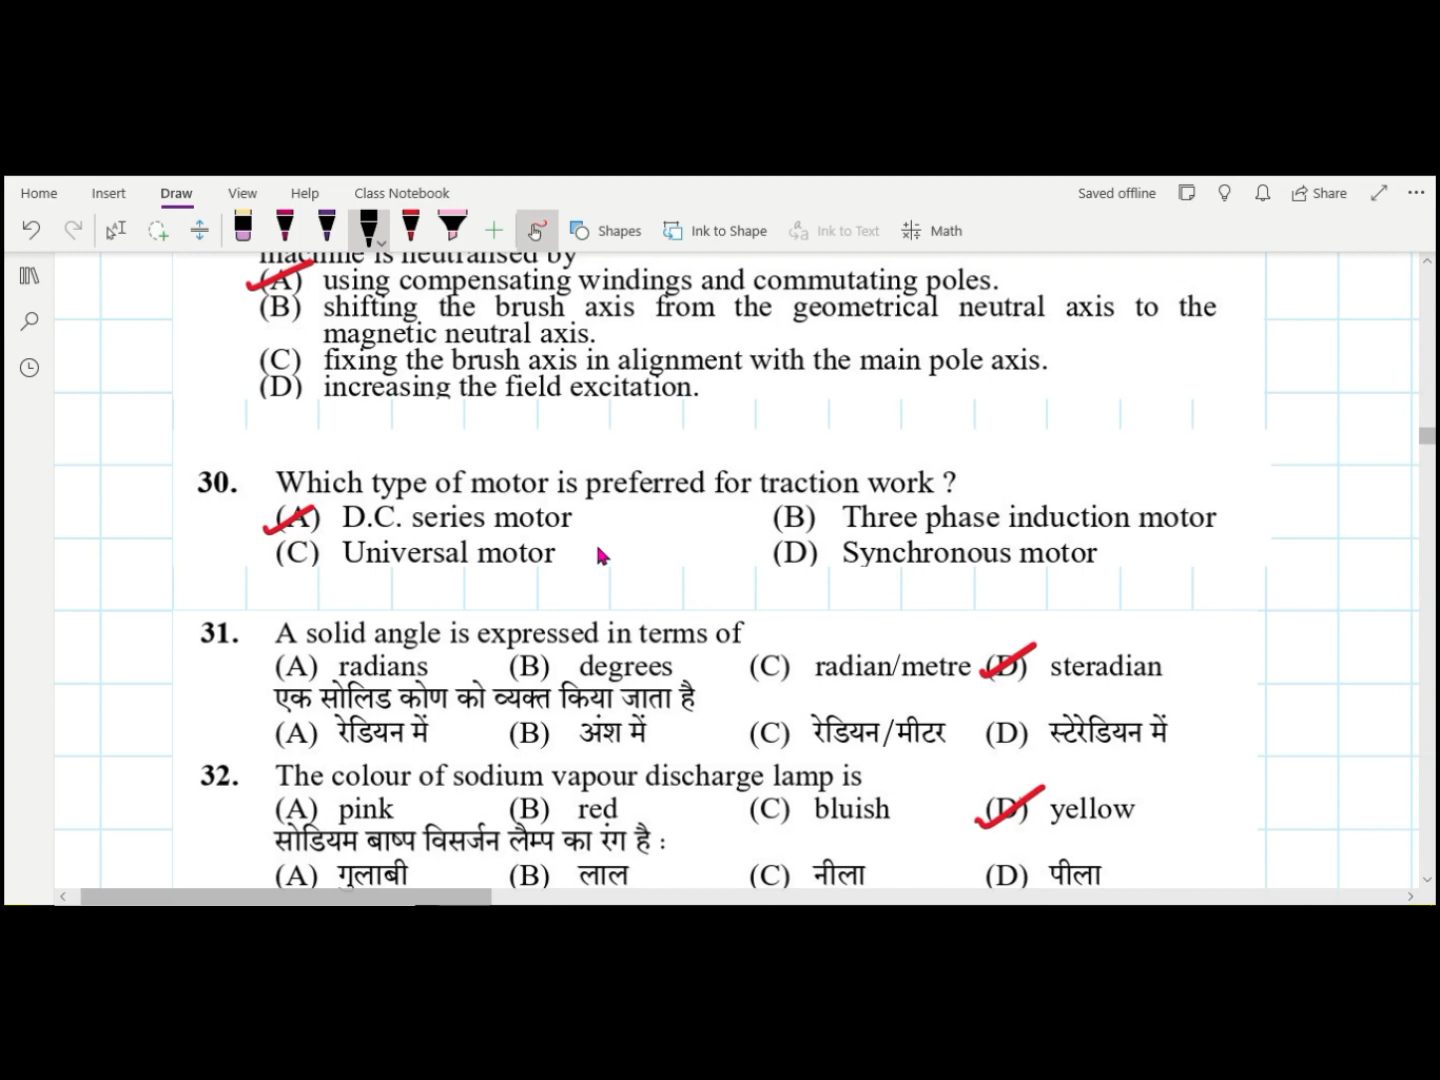 Home Insert Draw View Help Class Notebook Saved offline Share
Shapes Ink to Shape Ink to Text Math
machine is neutralised by
(A) using compensating windings and commutating poles.
(B) shifting the brush axis from the geometrical neutral axis to the
magnetic neutral axis.
(C) fixing the brush axis in alignment with the main pole axis.
(D) increasing the field excitation.
30. Which type of motor is preferred for traction work ?
(A) D.C. series motor (B) Three phase induction motor
(C) Universal motor (D) Synchronous motor
31. A solid angle is expressed in terms of
(A) radians (B) degrees (C) radian/metre (D) steradian
एक सोलिड कोण को व्यक्त किया जाता है
(A) रेडियन में (B) अंश में (C) रेडियन/मीटर (D) स्टेरेडियन में
32. The colour of sodium vapour discharge lamp is
(A) pink (B) red (C) bluish (D) yellow
सोडियम बाष्प विसर्जन लैम्प का रंग है :
(A) गुलाबी (B) लाल (C) नीला (D) पीला